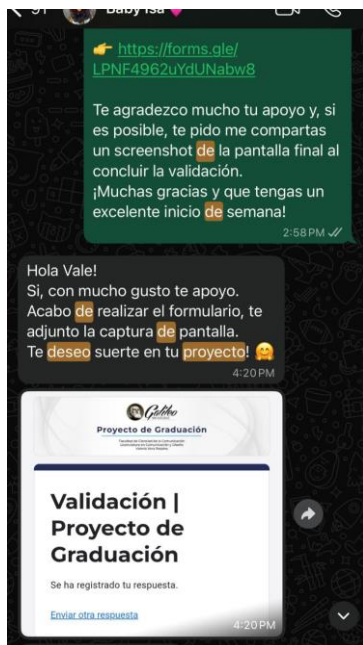 91
Baby Isa
👉 https://forms.gle/
LPNF4962uYdUNabw8
Te agradezco mucho tu apoyo y, si
es posible, te pido me compartas
un screenshot de la pantalla final al
concluir la validación.
¡Muchas gracias y que tengas un
excelente inicio de semana!
2:58 PM
Hola Vale!
Si, con mucho gusto te apoyo.
Acabo de realizar el formulario, te
adjunto la captura de pantalla.
Te deseo suerte en tu proyecto! 🤗
4:20 PM
Galileo
Proyecto de Graduación
Validación |
Proyecto de
Graduación
Se ha registrado tu respuesta.
Enviar otra respuesta
4:20 PM